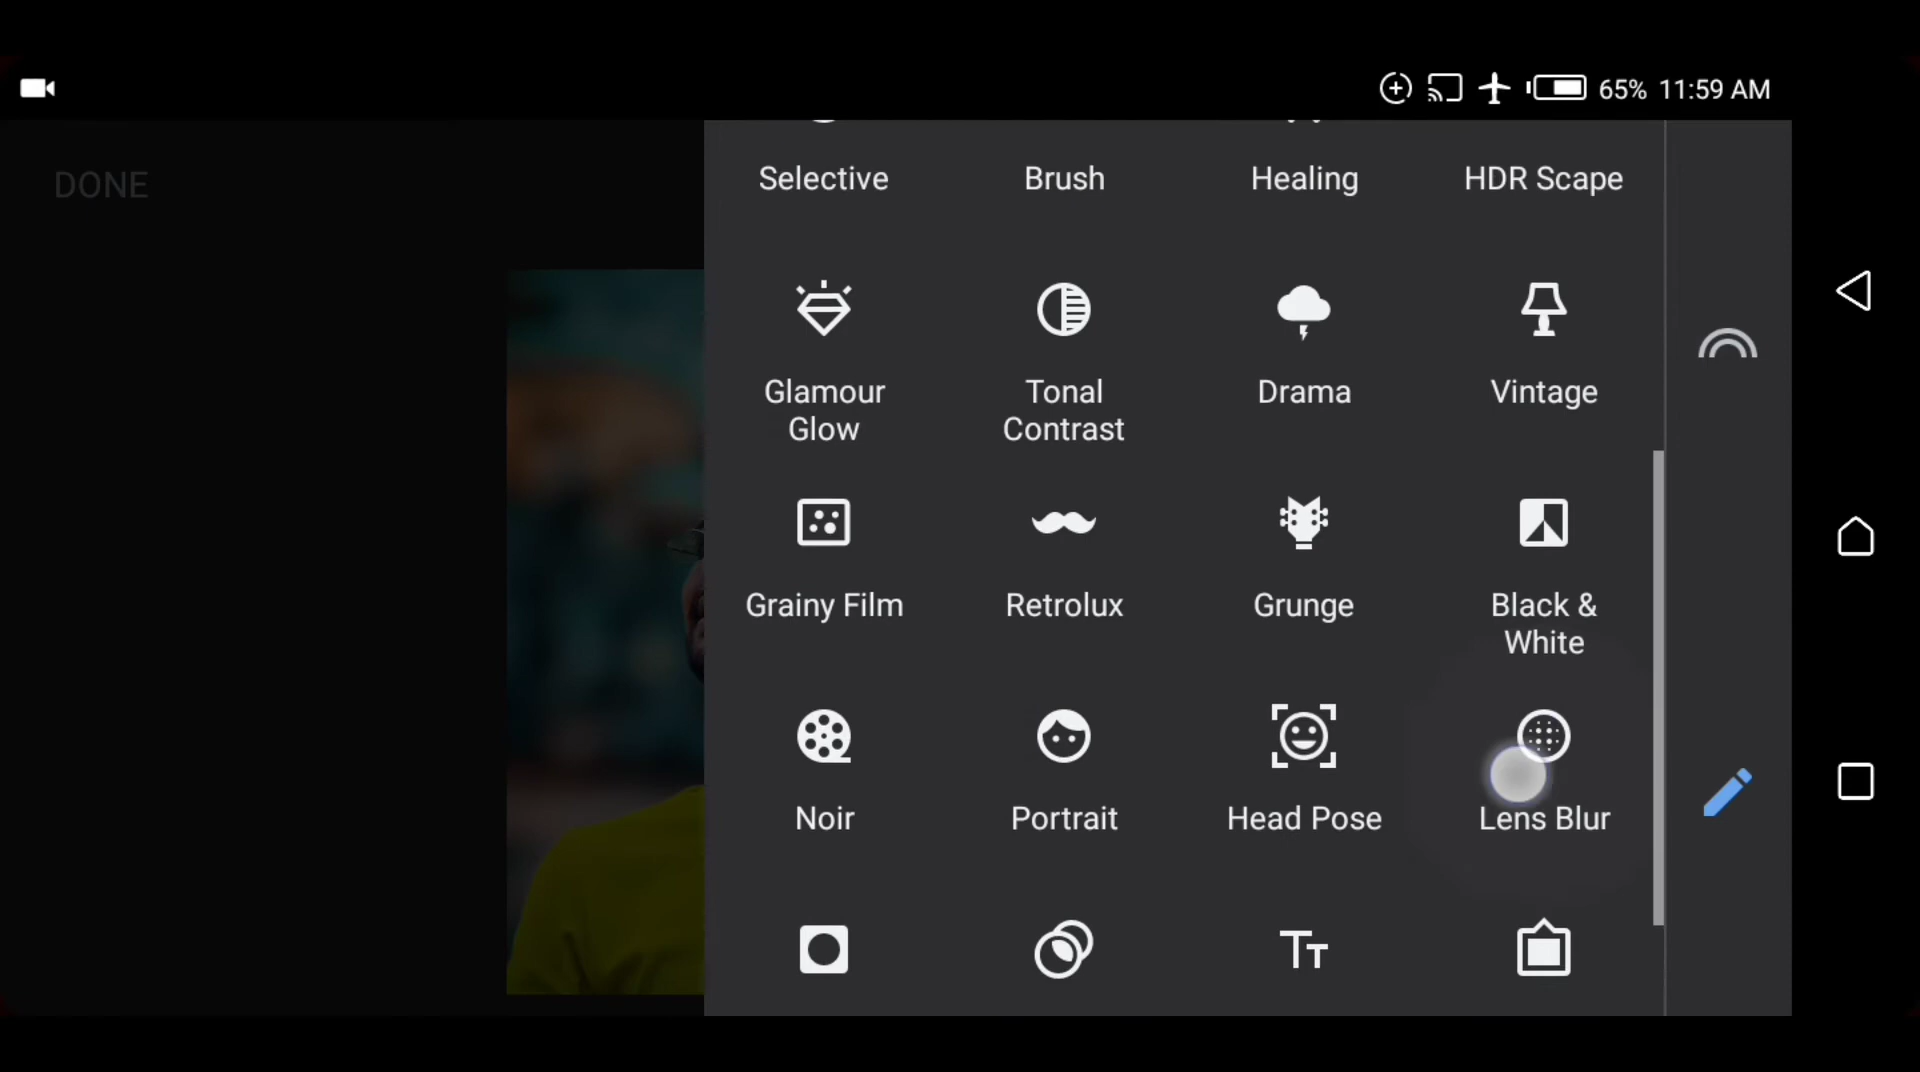 65% 11:59 AM
DONE
Selective Brush Healing HDR Scape
Glamour Glow Tonal Contrast Drama Vintage
Grainy Film Retrolux Grunge Black & White
Noir Portrait Head Pose Lens Blur